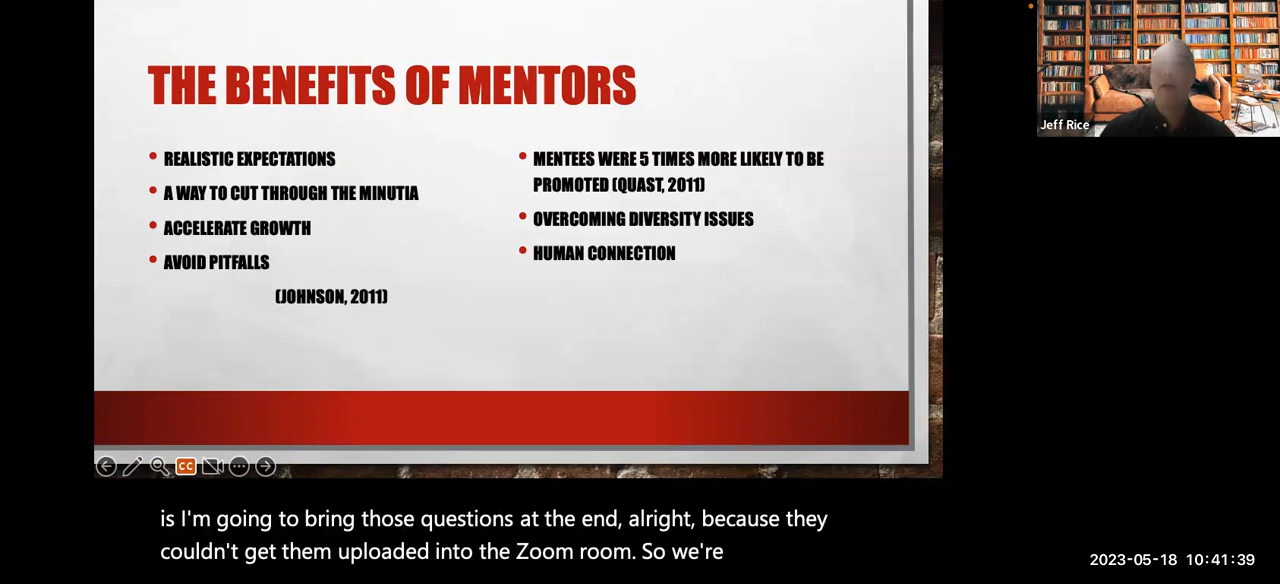 THE BENEFITS OF MENTORS
REALISTIC EXPECTATIONS
A WAY TO CUT THROUGH THE MINUTIA
ACCELERATE GROWTH
AVOID PITFALLS
(JOHNSON, 2011)
MENTEES WERE 5 TIMES MORE LIKELY TO BE
PROMOTED (QUAST, 2011)
OVERCOMING DIVERSITY ISSUES
HUMAN CONNECTION
Jeff Rice
CC
is I'm going to bring those questions at the end, alright, because they
couldn't get them uploaded into the Zoom room. So we're
2023-05-18 10:41:39